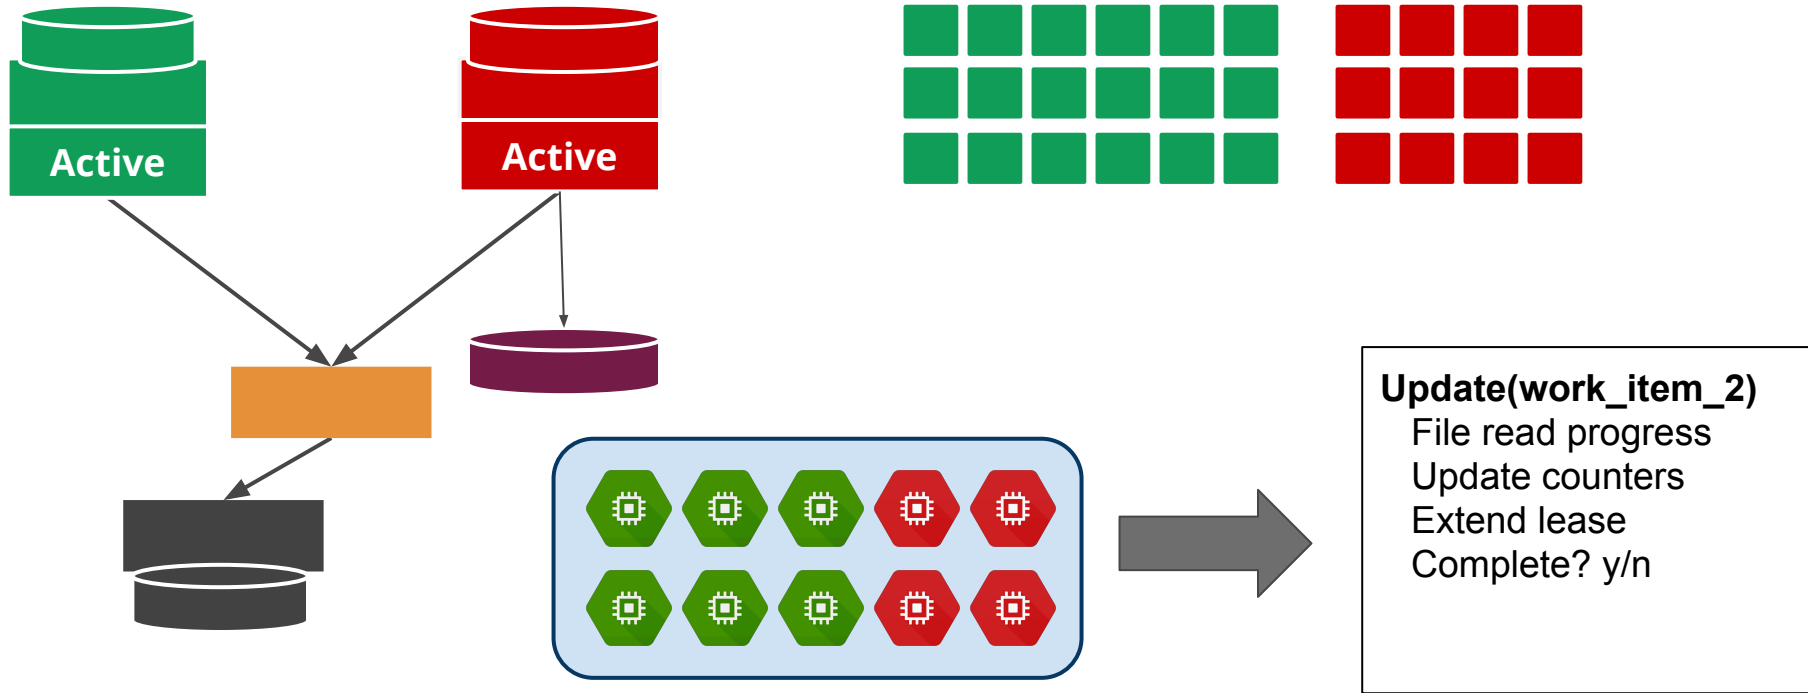 Active
Active
Update(work_item_2)
File read progress
Update counters
Extend lease
Complete? y/n